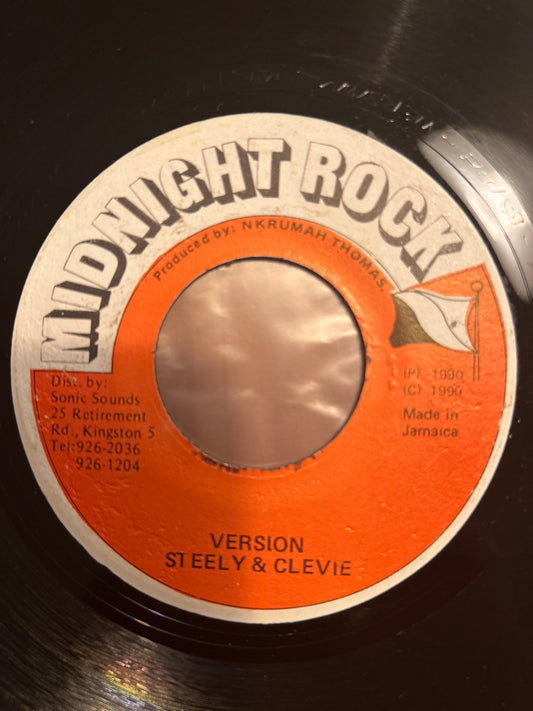 MIDNIGHT ROCK
Produced by: NKRUMAH THOMAS.
(P) 1990
(C) 1990
Made in
Jamaica
Dist. by:
Sonic Sounds
25 Retirement
Rd., Kingston 5
Tel:926-2036
926-1204
VERSION
STEELY & CLEVIE